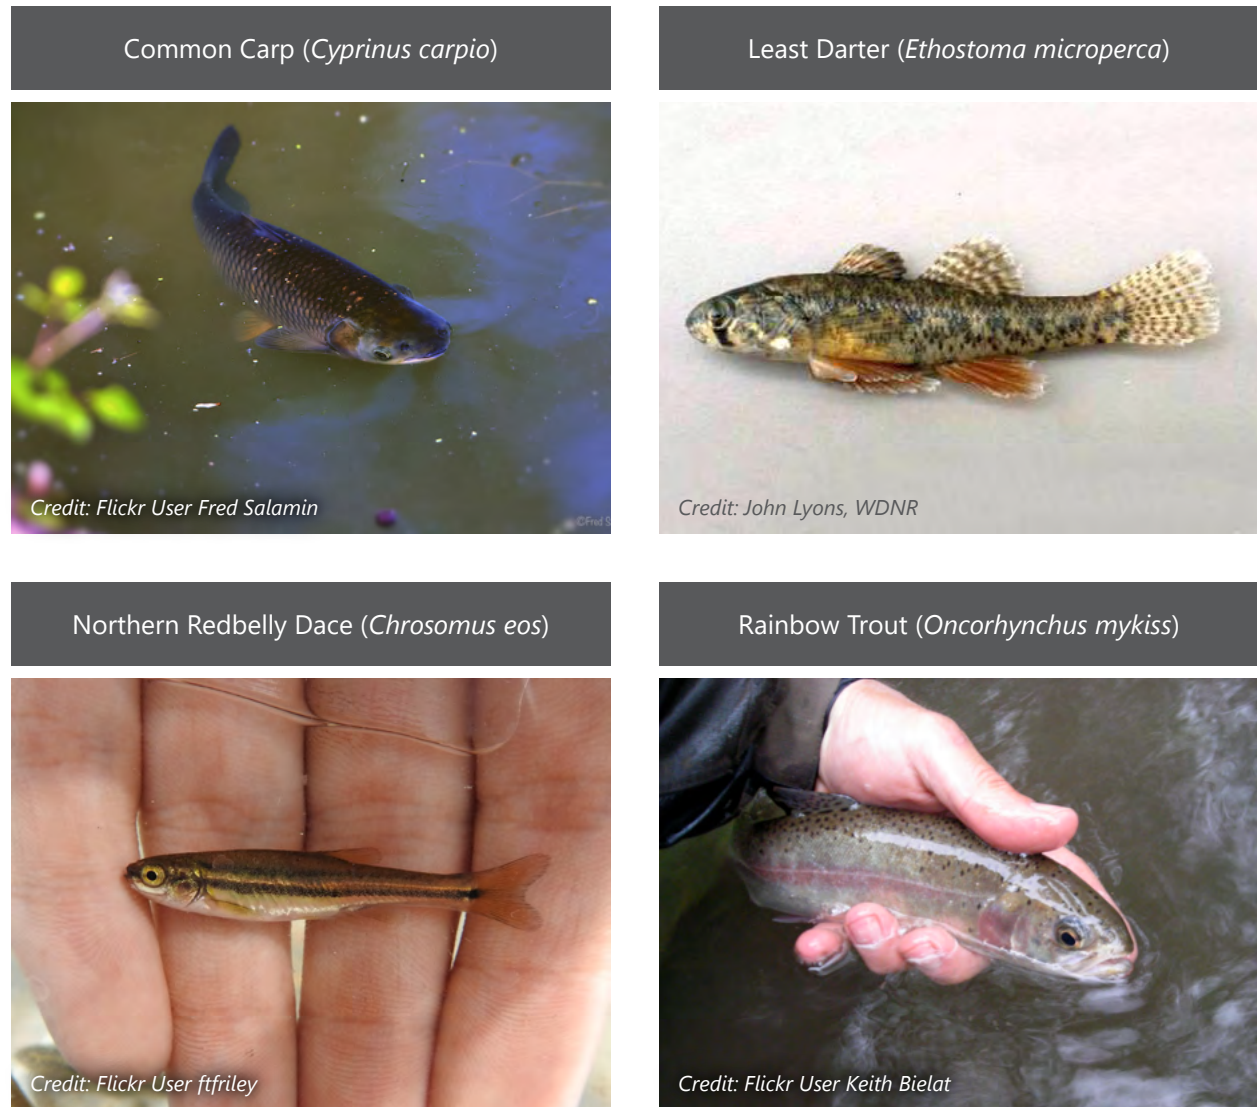 Common Carp (Cyprinus carpio)
Least Darter (Ethostoma microperca)
Credit: Flickr User Fred Salamin
©Fred S
Credit: John Lyons, WDNR
Northern Redbelly Dace (Chrosomus eos)
Rainbow Trout (Oncorhynchus mykiss)
Credit: Flickr User ftfriley
Credit: Flickr User Keith Bielat